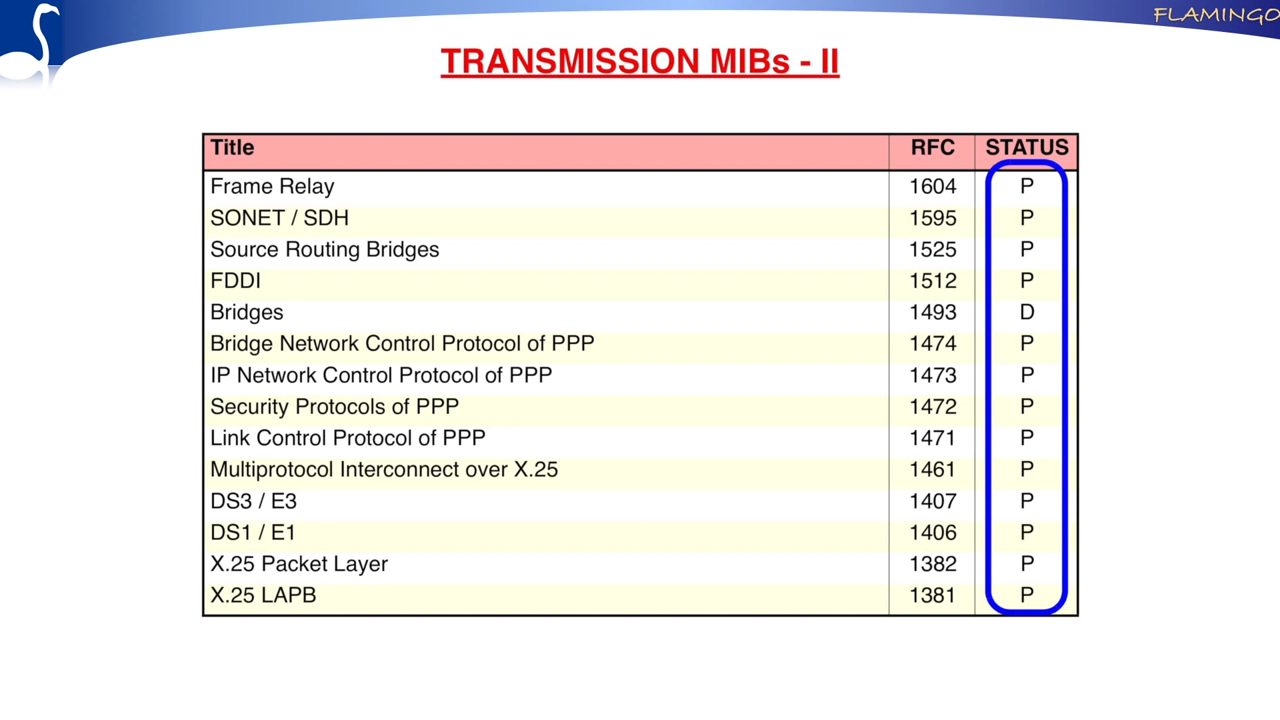 FLAMINGO
TRANSMISSION MIBs - II
Title RFC STATUS
Frame Relay 1604 P
SONET / SDH 1595 P
Source Routing Bridges 1525 P
FDDI 1512 P
Bridges 1493 D
Bridge Network Control Protocol of PPP 1474 P
IP Network Control Protocol of PPP 1473 P
Security Protocols of PPP 1472 P
Link Control Protocol of PPP 1471 P
Multiprotocol Interconnect over X.25 1461 P
DS3 / E3 1407 P
DS1 / E1 1406 P
X.25 Packet Layer 1382 P
X.25 LAPB 1381 P